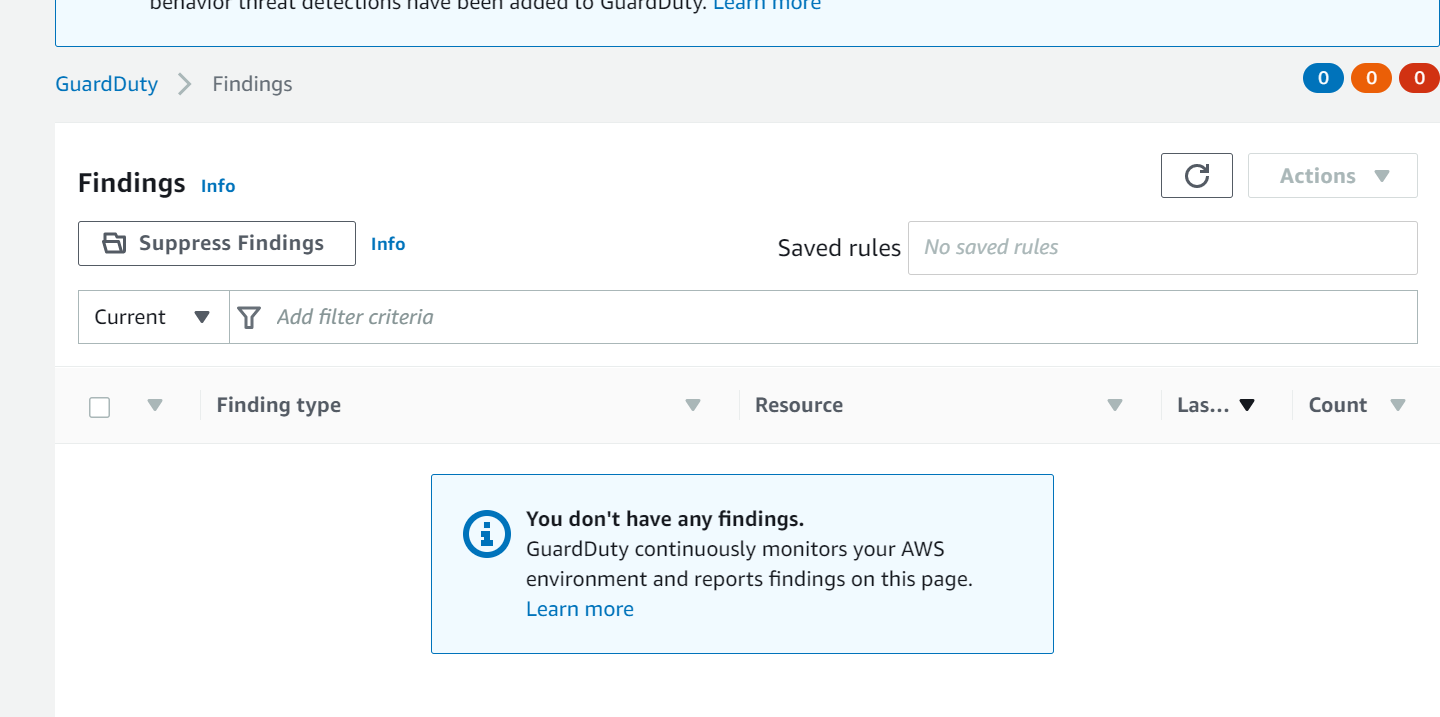 behavior threat detections have been added to GuardDuty. Learn more
GuardDuty Findings
0 0 0
Findings Info
Actions
Suppress Findings Info
Saved rules No saved rules
Current Add filter criteria
Finding type Resource Las... Count
You don't have any findings.
GuardDuty continuously monitors your AWS
environment and reports findings on this page.
Learn more